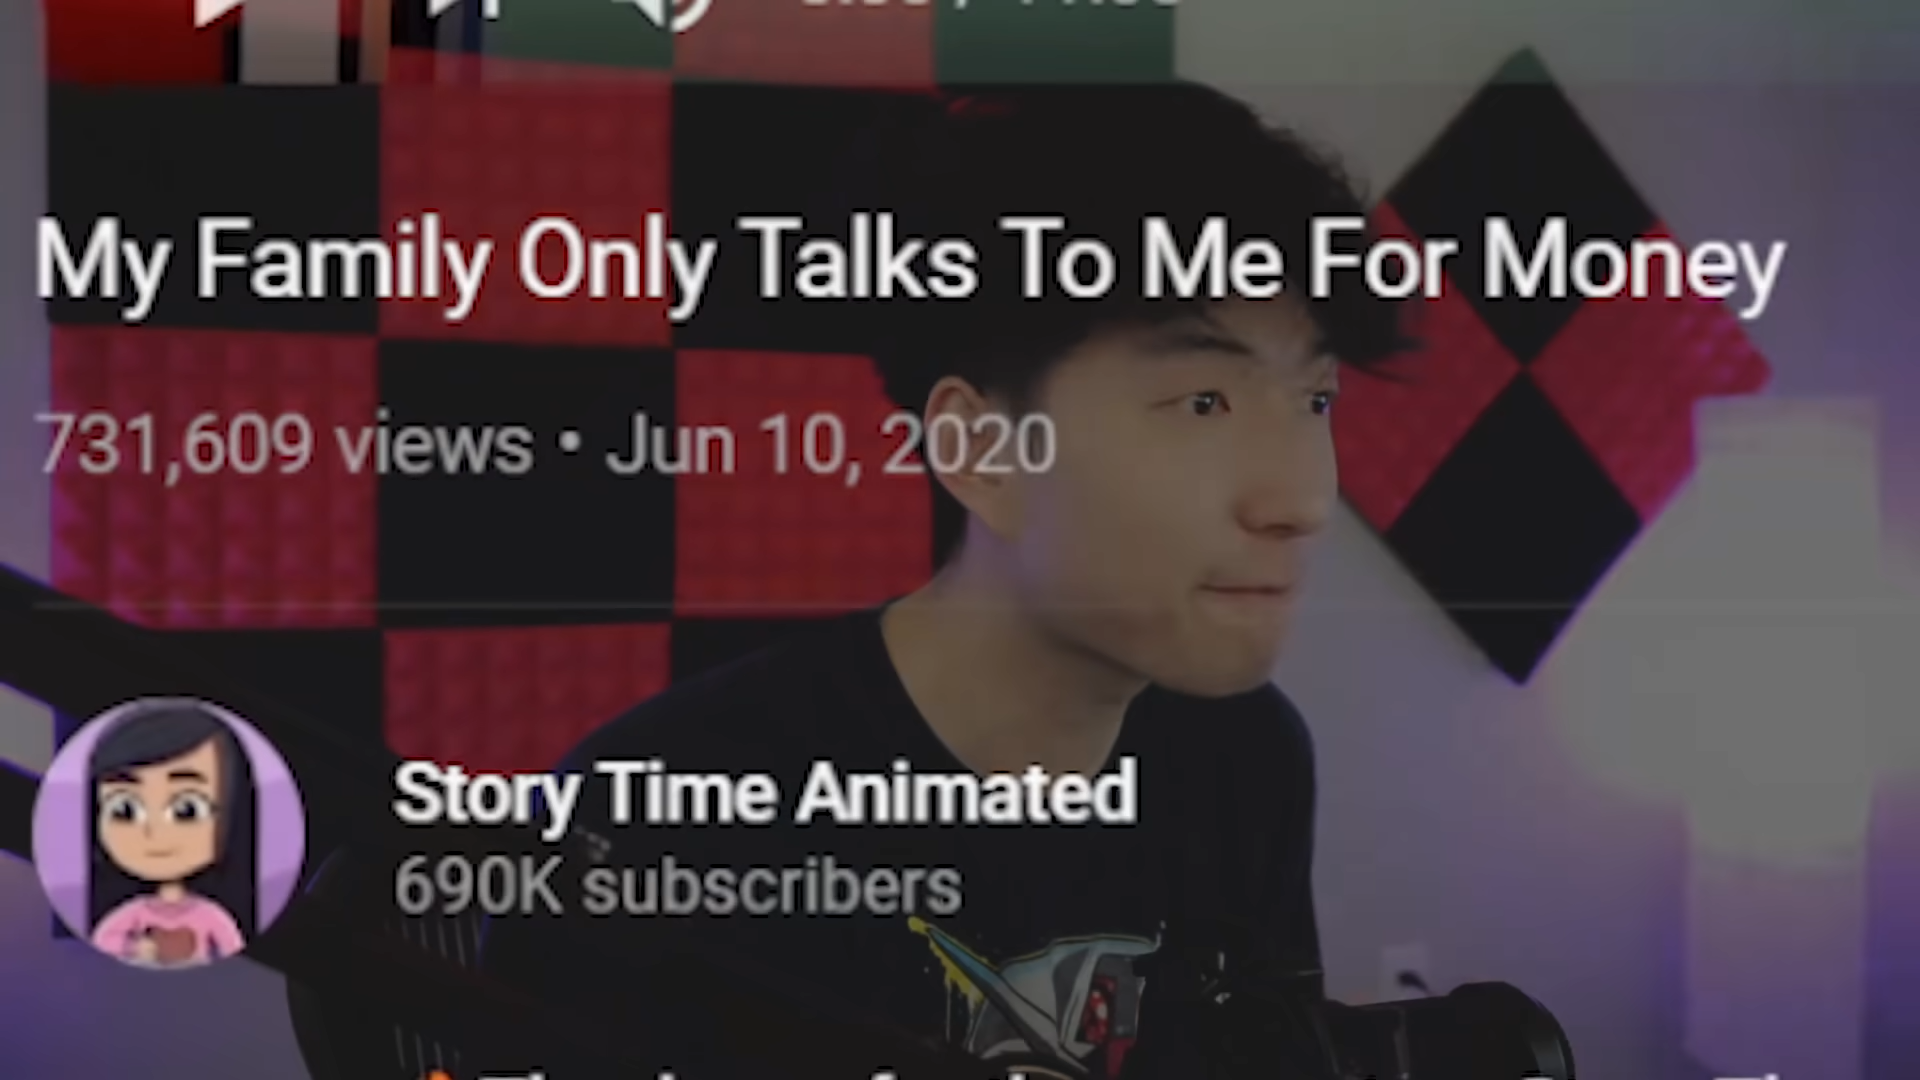 My Family Only Talks To Me For Money
731,609 views • Jun 10, 2020
Story Time Animated
690K subscribers